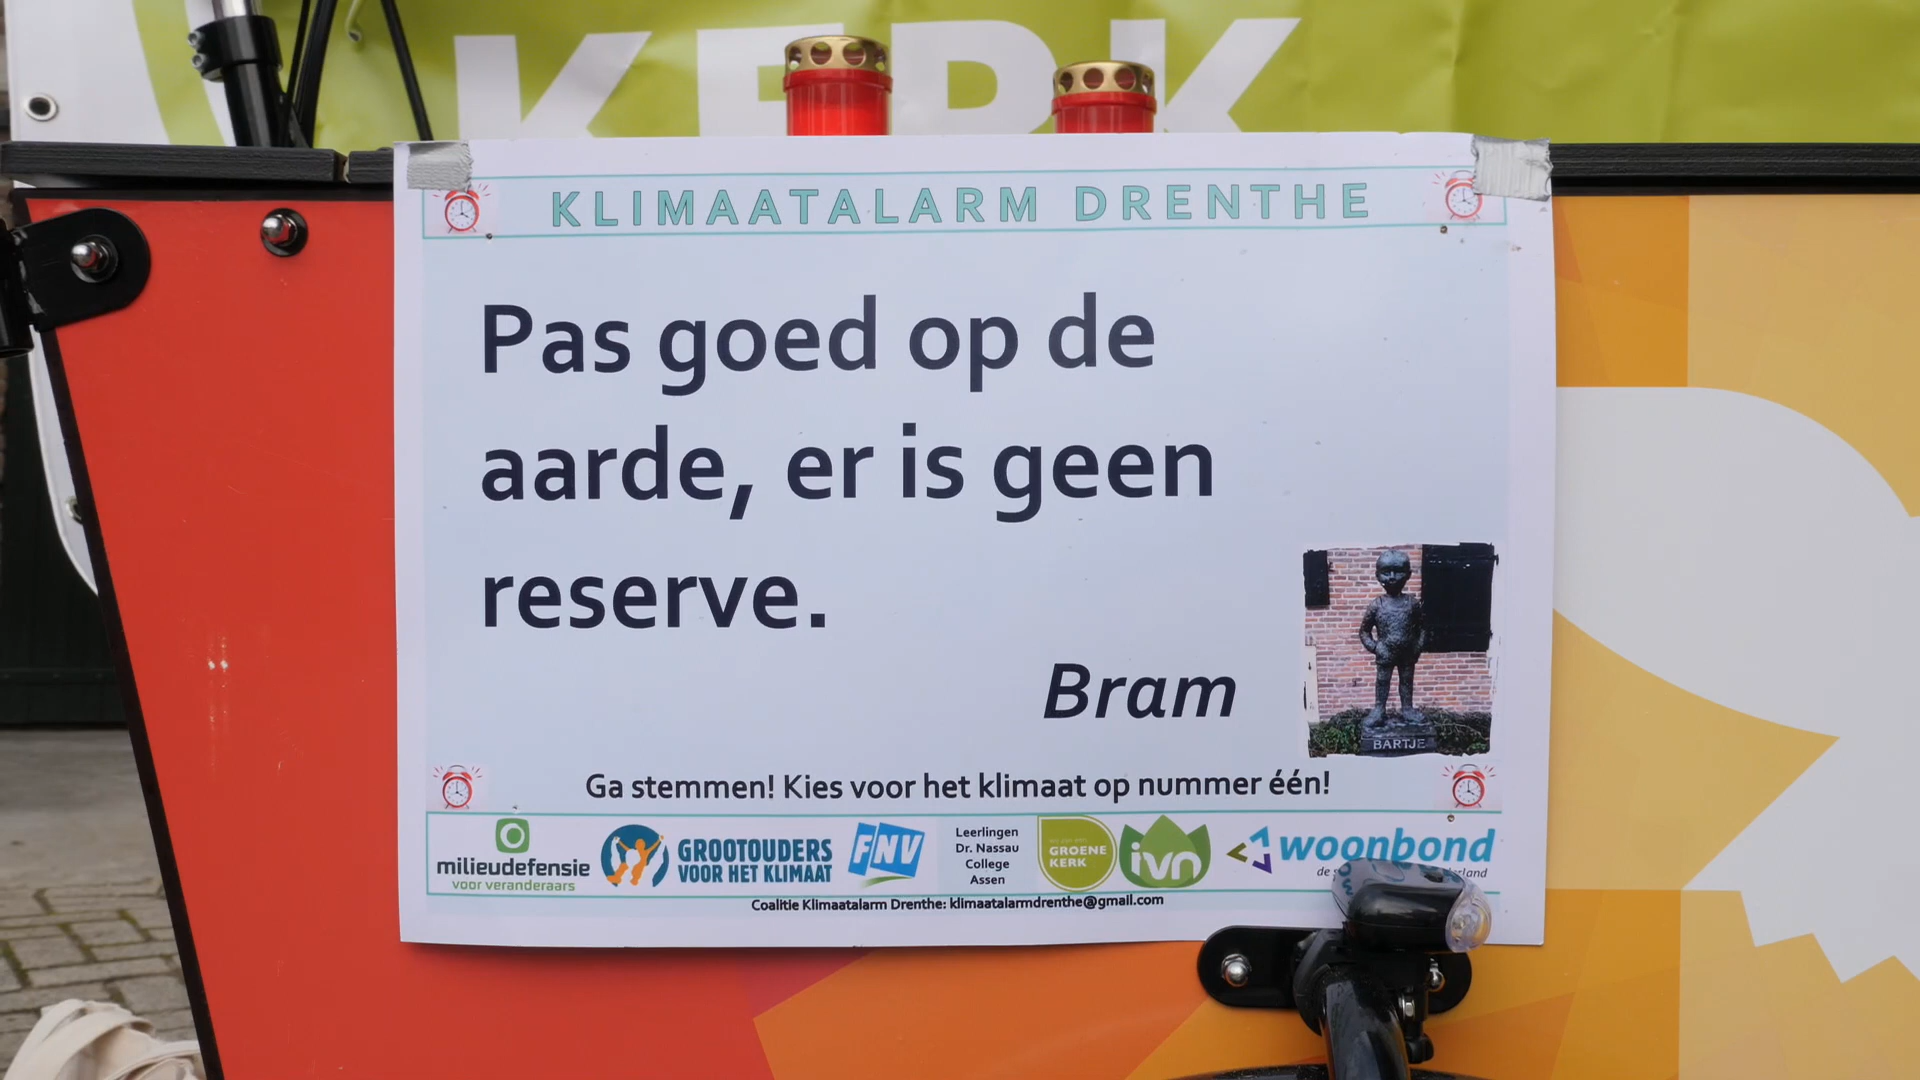 KERK
KLIMAATALARM DRENTHE
Pas goed op de
aarde, er is geen
reserve.
Bram
BARTJE
Ga stemmen! Kies voor het klimaat op nummer één!
milieudefensie
voor veranderaars
GROOTOUDERS
VOOR HET KLIMAAT
FNV
Leerlingen
Dr. Nassau
College
Assen
GROENE
KERK
ivn
woonbond
de
Coalitie Klimaatalarm Drenthe: klimaatalarmdrenthe@gmail.com